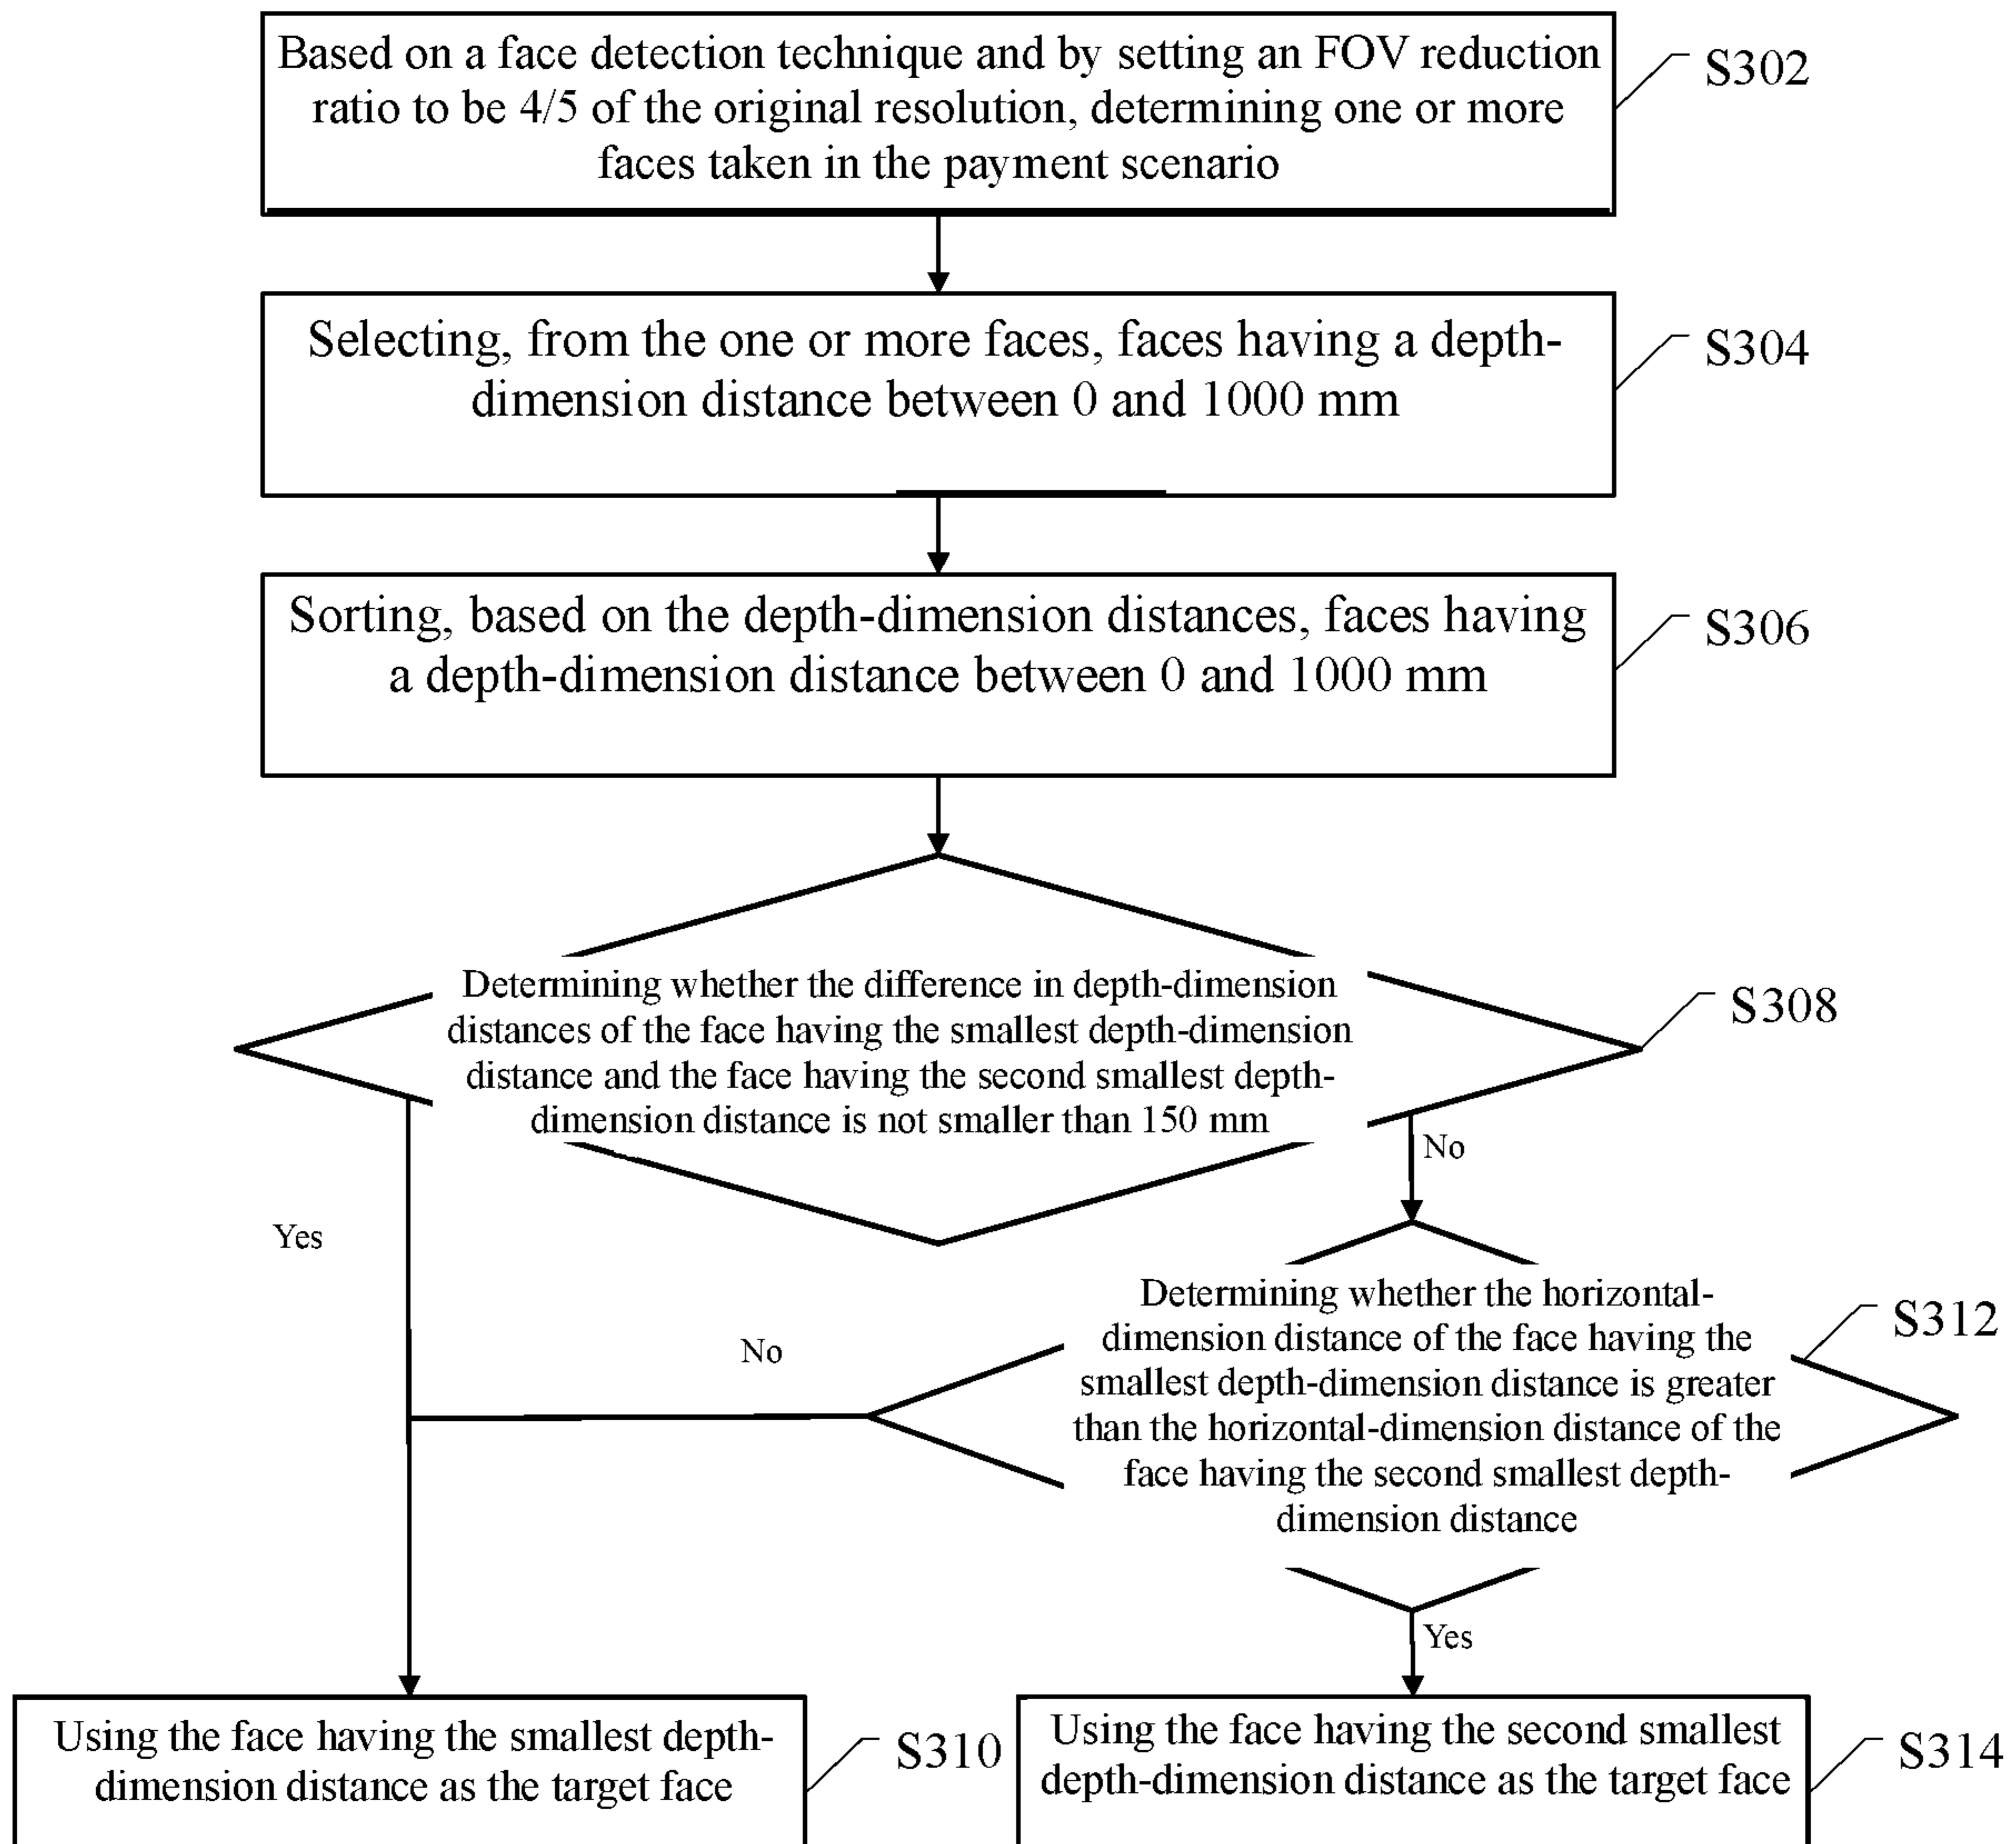 Based on a face detection technique and by setting an FOV reduction
ratio to be 4/5 of the original resolution, determining one or more
faces taken in the payment scenario
S302
Selecting, from the one or more faces, faces having a depth-
dimension distance between 0 and 1000 mm
S304
Sorting, based on the depth-dimension distances, faces having
a depth-dimension distance between 0 and 1000 mm
S306
Determining whether the difference in depth-dimension
distances of the face having the smallest depth-dimension
distance and the face having the second smallest depth-
dimension distance is not smaller than 150 mm
S308
No
Yes
Determining whether the horizontal-
dimension distance of the face having the
smallest depth-dimension distance is greater
than the horizontal-dimension distance of the
face having the second smallest depth-
dimension distance
S312
No
Yes
Using the face having the smallest depth-
dimension distance as the target face
S310
Using the face having the second smallest
depth-dimension distance as the target face
S314